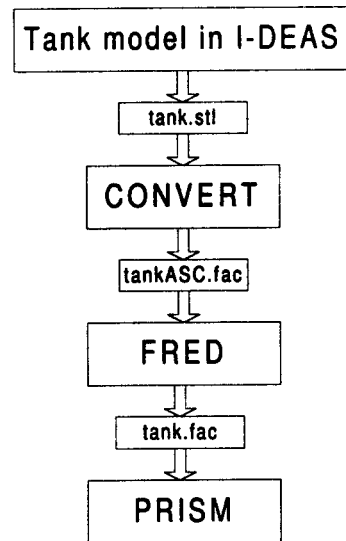 Tank model in I-DEAS
tank.stl
CONVERT
tankASC.fac
FRED
tank.fac
PRISM